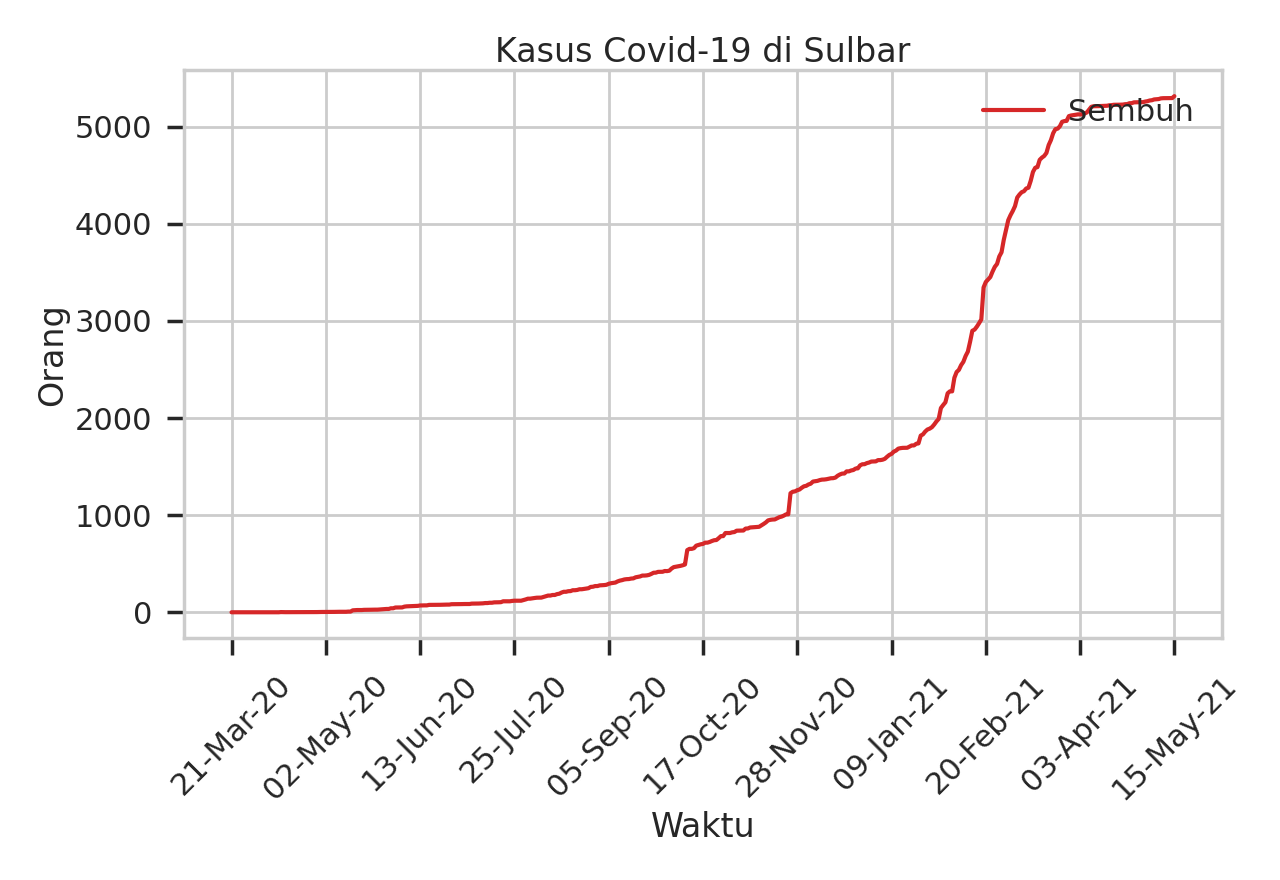 Kasus Covid-19 di Sulbar
Sembuh
5000
4000
3000
2000
1000
0
Orang
21-Mar-20
02-May-20
13-Jun-20
25-Jul-20
05-Sep-20
17-Oct-20
28-Nov-20
09-Jan-21
20-Feb-21
03-Apr-21
15-May-21
Waktu